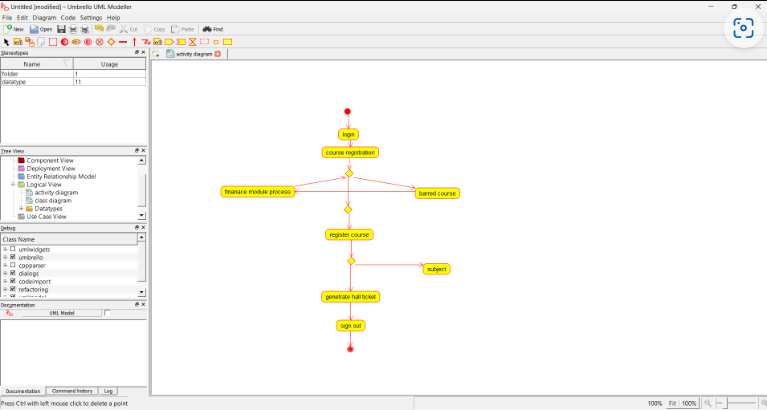 Untitled [modified] – Umbrello UML Modeller
File Edit Diagram Code Settings Help
New Open Cut Copy Paste Find
Stereotypes
Name Usage
folder 1
datatype 11
Tree View
Component View
Deployment View
Entity Relationship Model
Logical View
activity diagram
class diagram
Datatypes
Use Case View
Debug
Class Name
umlwidgets
umbrello
cppparser
dialogs
codeimport
refactoring
Documentation
UML Model
Documentation Command history Log
Press Ctrl with left mouse click to delete a point
activity diagram
login
course registration
finanace module process
barred course
register course
subject
genetrate hall ticket
sign out
100% Fit 100%